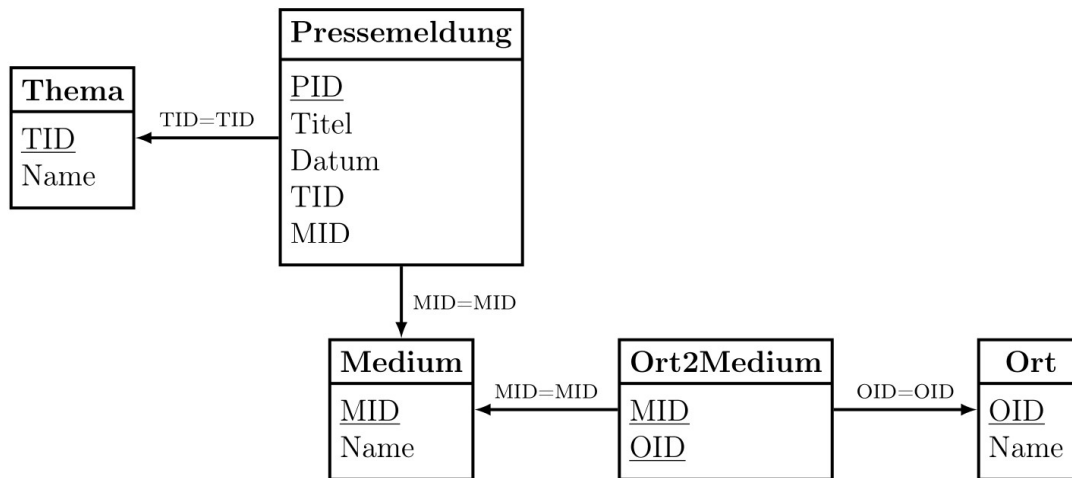 Pressemeldung
PID
Titel
Datum
TID
MID
Thema
TID
Name
TID=TID
MID=MID
Medium
MID
Name
MID=MID
Ort2Medium
MID
OID
OID=OID
Ort
OID
Name